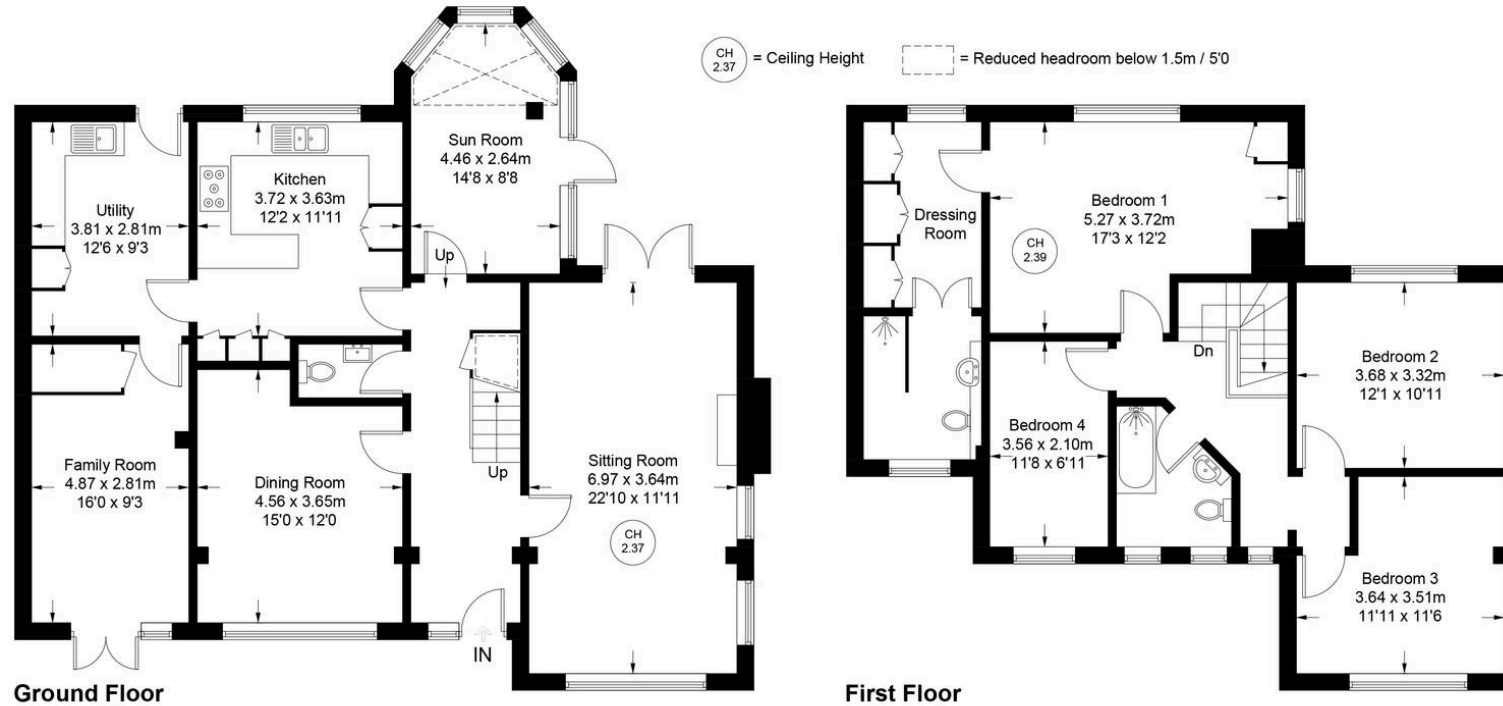 CH
2.37
= Ceiling Height
= Reduced headroom below 1.5m / 5'0
Sun Room
4.46 x 2.64m
14'8 x 8'8
Kitchen
3.72 x 3.63m
12'2 x 11'11
Utility
3.81 x 2.81m
12'6 x 9'3
Up
Family Room
4.87 x 2.81m
16'0 x 9'3
Dining Room
4.56 x 3.65m
15'0 x 12'0
Up
Sitting Room
6.97 x 3.64m
22'10 x 11'11
CH
2.37
IN
Ground Floor
Dressing
Room
Bedroom 1
5.27 x 3.72m
17'3 x 12'2
CH
2.39
Dn
Bedroom 2
3.68 x 3.32m
12'1 x 10'11
Bedroom 4
3.56 x 2.10m
11'8 x 6'11
Bedroom 3
3.64 x 3.51m
11'11 x 11'6
First Floor